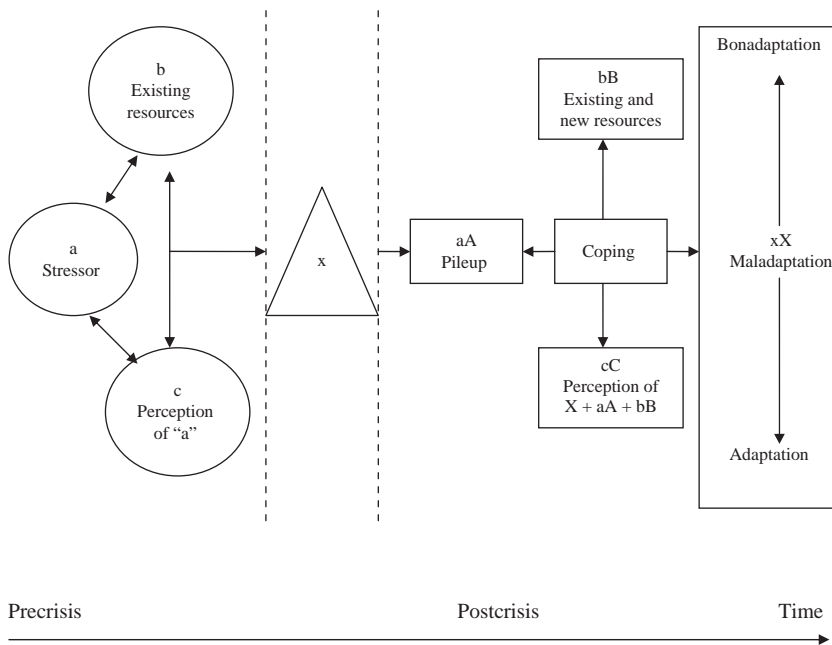 b
Existing
resources
a
Stressor
c
Perception
of “a”
x
aA
Pileup
bB
Existing and
new resources
Coping
cC
Perception of
X + aA + bB
Bonadaptation
xX
Maladaptation
Adaptation
Precrisis
Postcrisis
Time